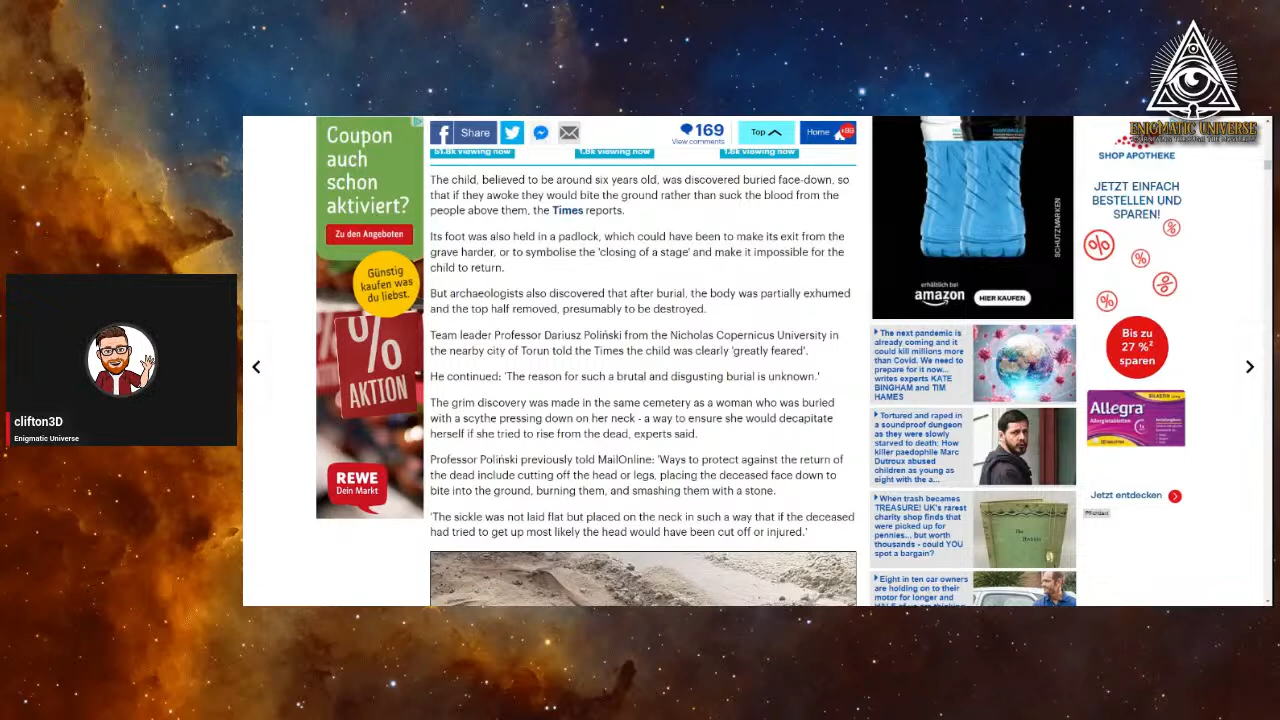 ENIGMATIC UNIVERSE
Coupon
auch
schon
aktiviert?
Zu den Angeboten
Günstig
kaufen was
du liebst.
%
AKTION
REWE
Dein Markt
Share
169
View comments
Top
Home
+99
51.8k viewing now
1.8k viewing now
1.6k viewing now
The child, believed to be around six years old, was discovered buried face-down, so
that if they awoke they would bite the ground rather than suck the blood from the
people above them, the Times reports.
Its foot was also held in a padlock, which could have been to make its exit from the
grave harder, or to symbolise the 'closing of a stage' and make it impossible for the
child to return.
But archaeologists also discovered that after burial, the body was partially exhumed
and the top half removed, presumably to be destroyed.
Team leader Professor Dariusz Poliński from the Nicholas Copernicus University in
the nearby city of Torun told the Times the child was clearly 'greatly feared'.
He continued: 'The reason for such a brutal and disgusting burial is unknown.'
The grim discovery was made in the same cemetery as a woman who was buried
with a scythe pressing down on her neck - a way to ensure she would decapitate
herself if she tried to rise from the dead, experts said.
Professor Poliński previously told MailOnline: 'Ways to protect against the return of
the dead include cutting off the head or legs, placing the deceased face down to
bite into the ground, burning them, and smashing them with a stone.
'The sickle was not laid flat but placed on the neck in such a way that if the deceased
had tried to get up most likely the head would have been cut off or injured.'
SCHUTZMARKEN
erhältlich bei
amazon
HIER KAUFEN
The next pandemic is
already coming and it
could kill millions more
than Covid. We need to
prepare for it now...
writes experts KATE
BINGHAM and TIM
HAMES
Tortured and raped in
a soundproof dungeon
as they were slowly
starved to death: How
killer paedophile Marc
Dutroux abused
children as young as
eight with the a...
When trash becames
TREASURE! UK's rarest
charity shop finds that
were picked up for
pennies... but worth
thousands - could YOU
spot a bargain?
Eight in ten car owners
are holding on to their
motor for longer and
SHOP APOTHEKE
JETZT EINFACH
BESTELLEN UND
SPAREN!
%
%
%
%
%
Bis zu
27 %²
sparen
Allegra
Jetzt entdecken
Pflichttext
clifton3D
Enigmatic Universe